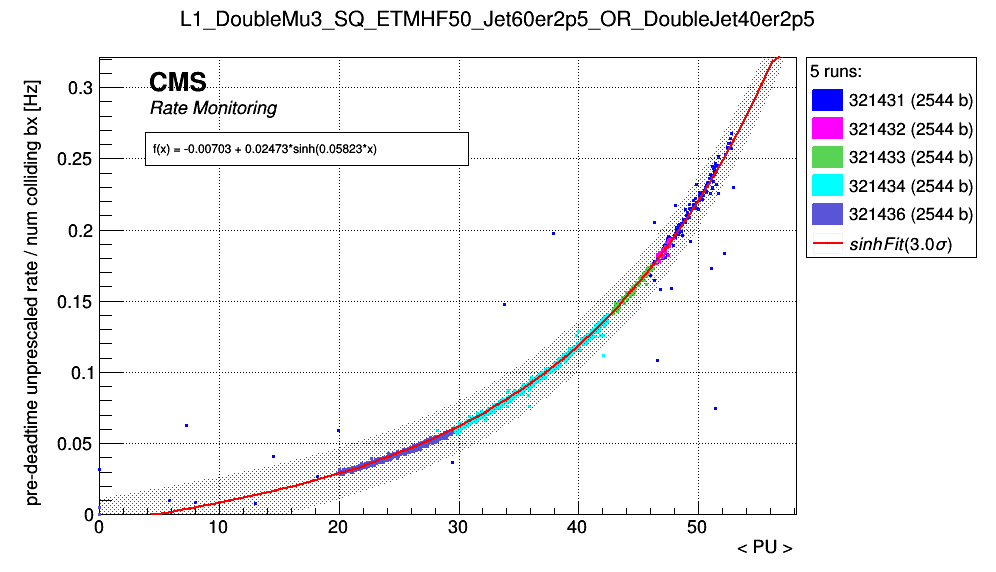 L1_DoubleMu3_SQ_ETMHF50_Jet60er2p5_OR_DoubleJet40er2p5
pre-deadtime unprescaled rate / num colliding bx [Hz]
0.3
0.25
0.2
0.15
0.1
0.05
0
CMS
Rate Monitoring
f(x) = -0.00703 + 0.02473*sinh(0.05823*x)
0 10 20 30 40 50
< PU >
5 runs:
321431 (2544 b)
321432 (2544 b)
321433 (2544 b)
321434 (2544 b)
321436 (2544 b)
sinhFit(3.0σ)